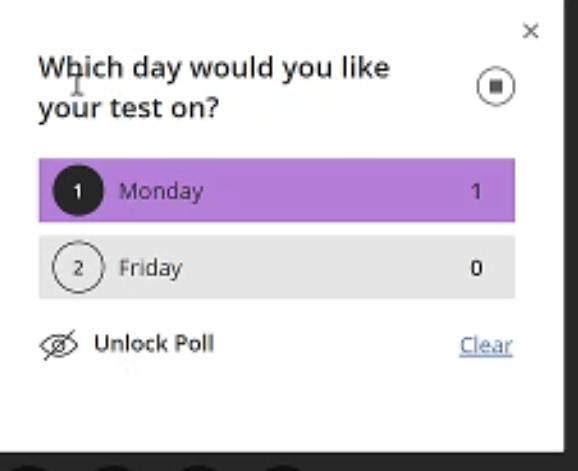 Which day would you like
your test on?
1 Monday 1
2 Friday 0
Unlock Poll Clear